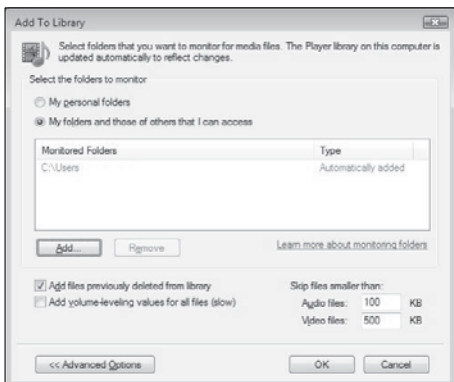 Add To Library
Select folders that you want to monitor for media files. The Player library on this computer is
updated automatically to reflect changes.
Select the folders to monitor
My personal folders
My folders and those of others that I can access
Monitored Folders Type
C:\Users Automatically added
Add... Remove Learn more about monitoring folders
Add files previously deleted from library
Add volume-leveling values for all files (slow)
Skip files smaller than:
Audio files: 100 KB
Video files: 500 KB
<< Advanced Options OK Cancel